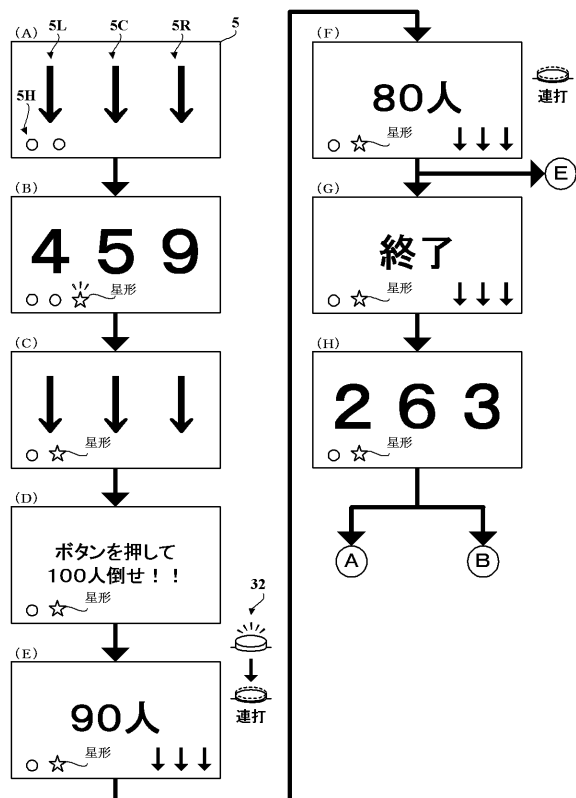 (A)
5L
5C
5R
5
5H
(B)
4 5 9
星形
(C)
星形
(D)
ボタンを押して
100人倒せ！！
星形
32
(E)
90人
星形
連打
(F)
80人
星形
連打
E
(G)
終了
星形
(H)
2 6 3
星形
A
B